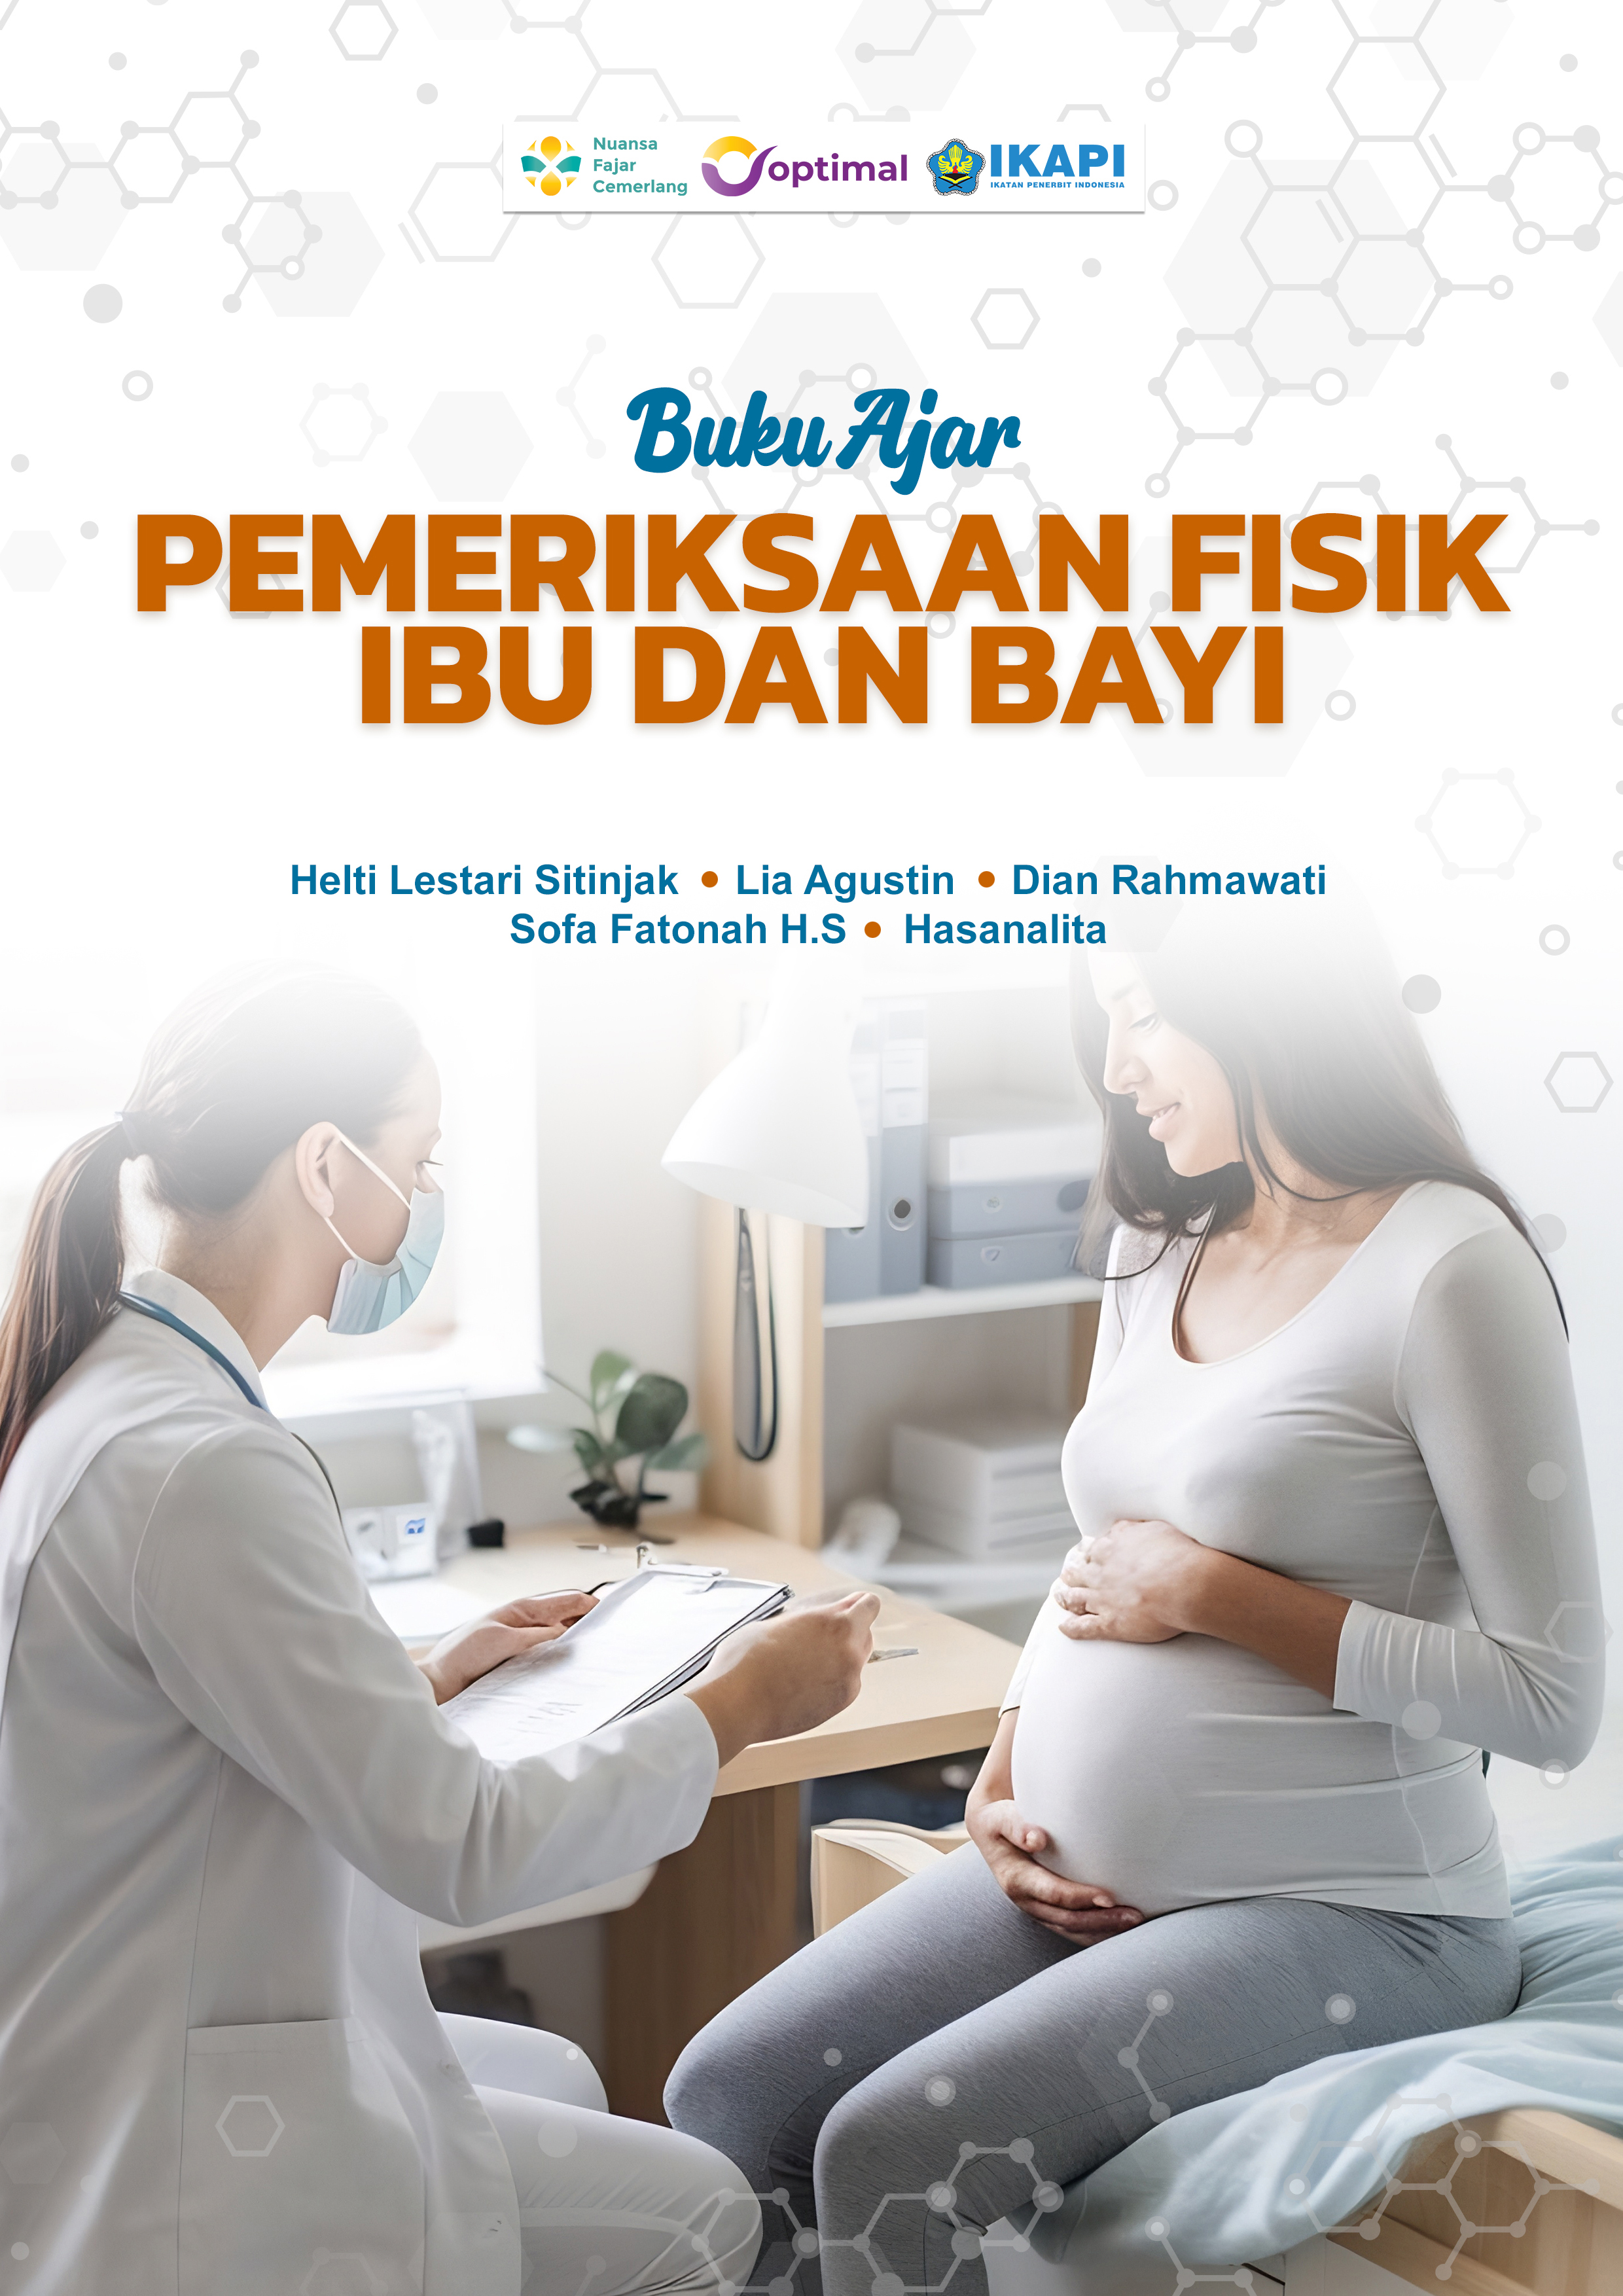 Nuansa
Fajar
Cemerlang
optimal
IKAPI
IKATAN PENERBIT INDONESIA
Buku Ajar
PEMERIKSAAN FISIK
IBU DAN BAYI
Helti Lestari Sitinjak • Lia Agustin • Dian Rahmawati
Sofa Fatonah H.S • Hasanalita